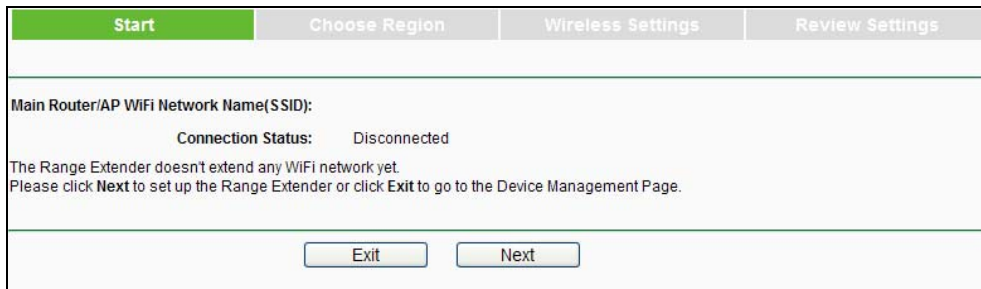 Start
Choose Region
Wireless Settings
Review Settings
Main Router/AP WiFi Network Name(SSID):
Connection Status: Disconnected
The Range Extender doesn't extend any WiFi network yet.
Please click Next to set up the Range Extender or click Exit to go to the Device Management Page.
Exit
Next